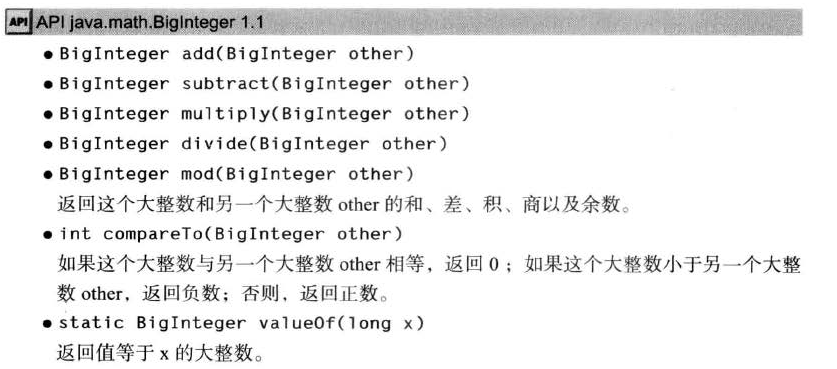 API API java.math.BigInteger 1.1
● BigInteger add(BigInteger other)
● BigInteger subtract(BigInteger other)
● BigInteger multiply(BigInteger other)
● BigInteger divide(BigInteger other)
● BigInteger mod(BigInteger other)
返回这个大整数和另一个大整数 other 的和、差、积、商以及余数。
● int compareTo(BigInteger other)
如果这个大整数与另一个大整数 other 相等，返回 0 ；如果这个大整数小于另一个大整
数 other，返回负数；否则，返回正数。
● static BigInteger valueOf(long x)
返回值等于 x 的大整数。